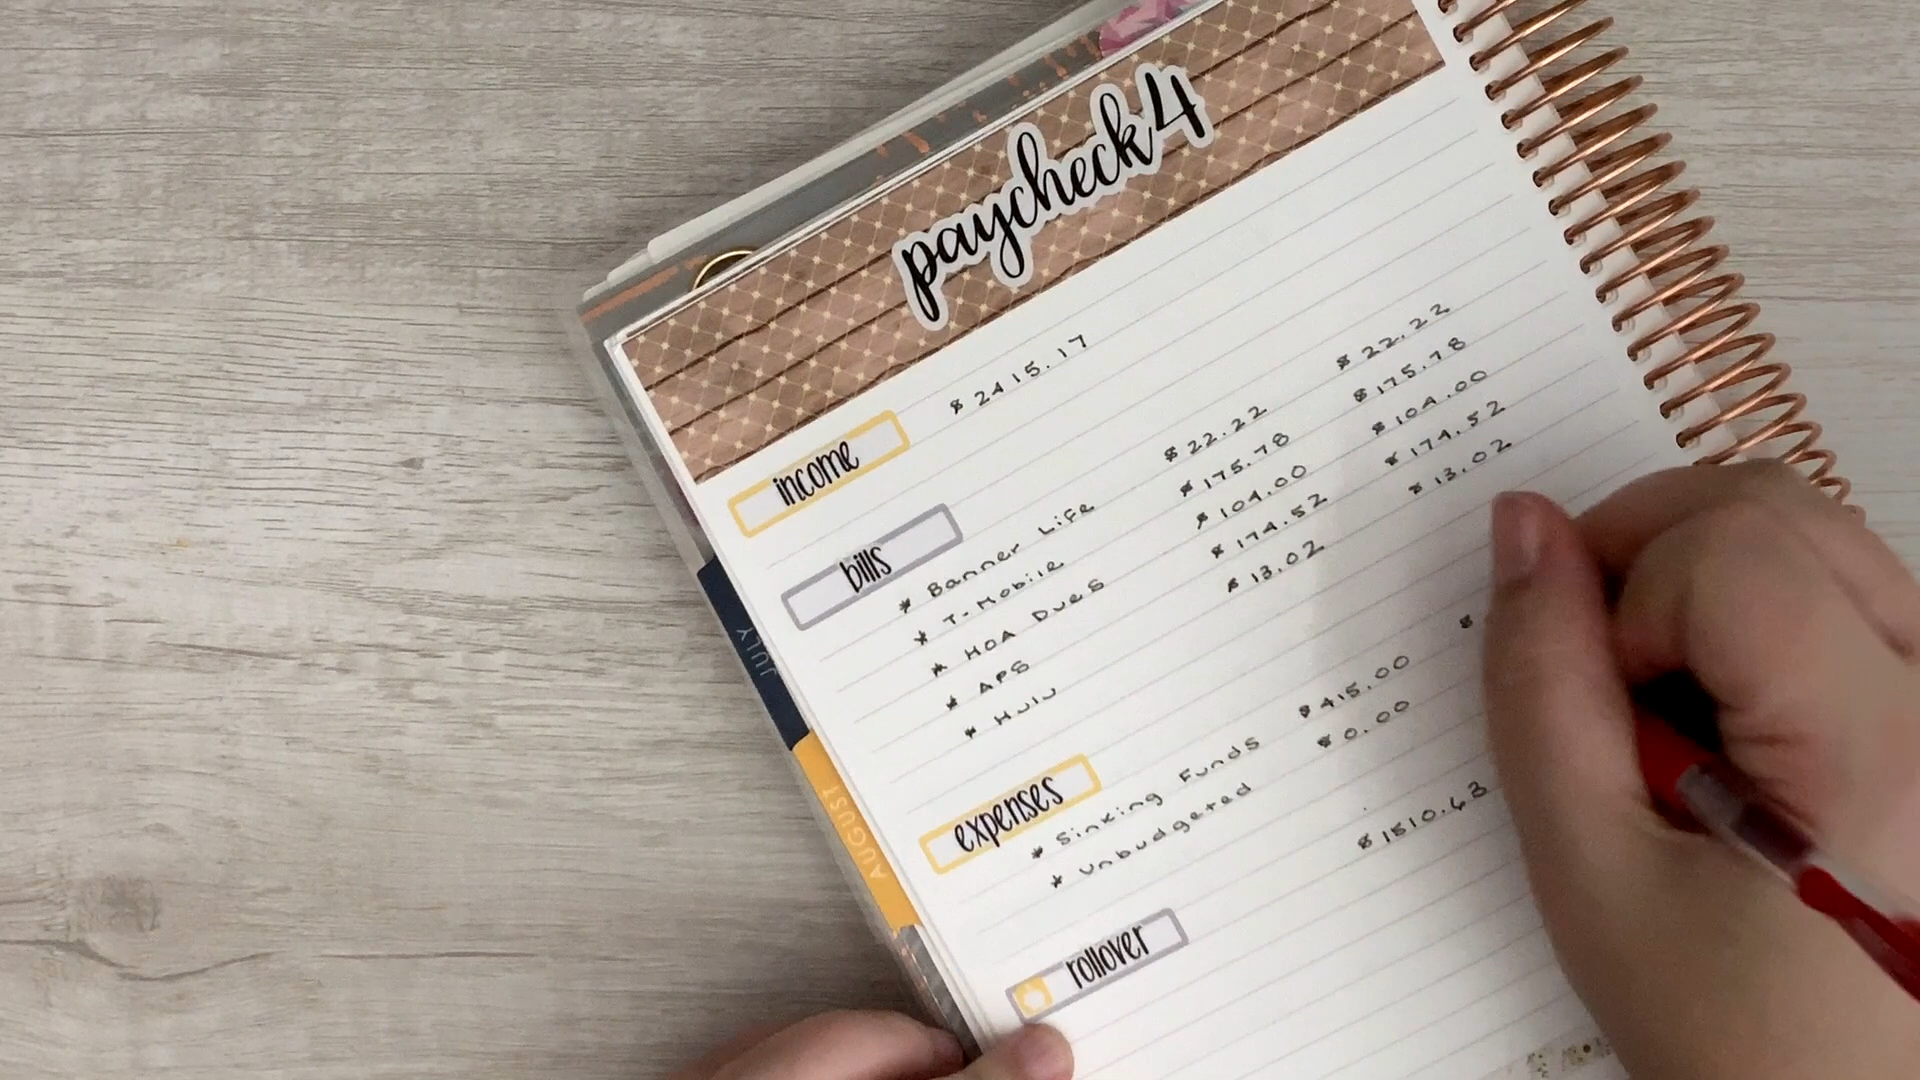 paycheck 4
income $2415.17
bills
* Banner Life $22.22 $22.22
* T-Mobile $175.78 $175.78
* HOA Dues $104.00 $104.00
* APS $174.52 $174.52
* Hulu $13.02 $13.02
expenses
* Sinking Funds $415.00 $
* Unbudgeted $0.00
rollover $1510.63
JULY
AUGUST